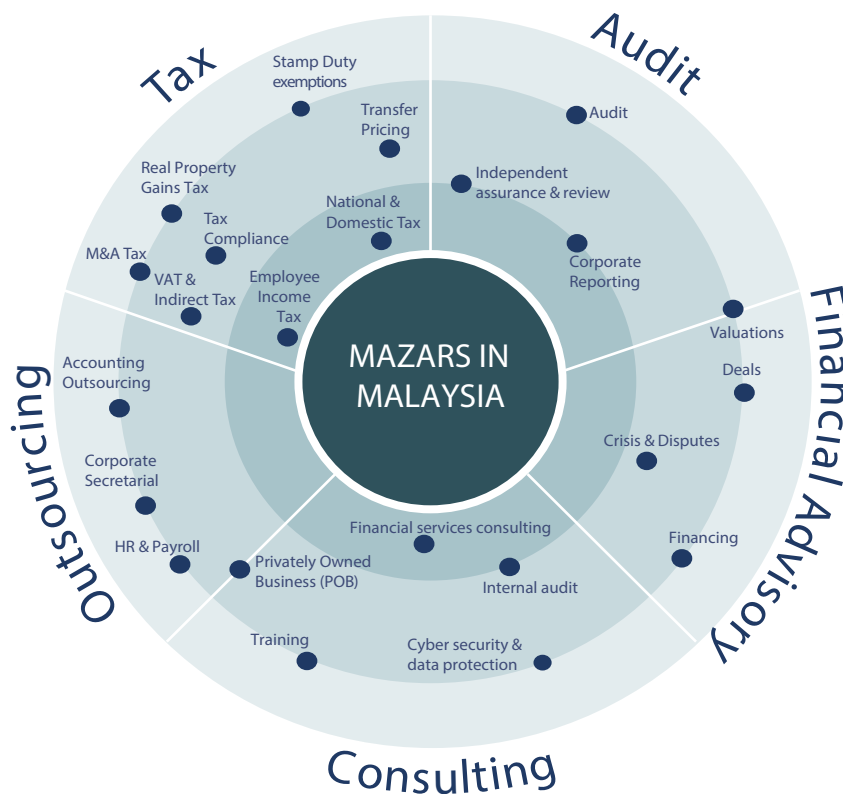 Tax
Stamp Duty
exemptions
Transfer
Pricing
Real Property
Gains Tax
Tax
Compliance
National &
Domestic Tax
M&A Tax
VAT &
Indirect Tax
Employee
Income
Tax
Audit
Audit
Independent
assurance & review
Corporate
Reporting
MAZARS IN
MALAYSIA
Financial Advisory
Valuations
Deals
Crisis & Disputes
Financing
Outsourcing
Accounting
Outsourcing
Corporate
Secretarial
HR & Payroll
Consulting
Financial services consulting
Privately Owned
Business (POB)
Internal audit
Training
Cyber security &
data protection